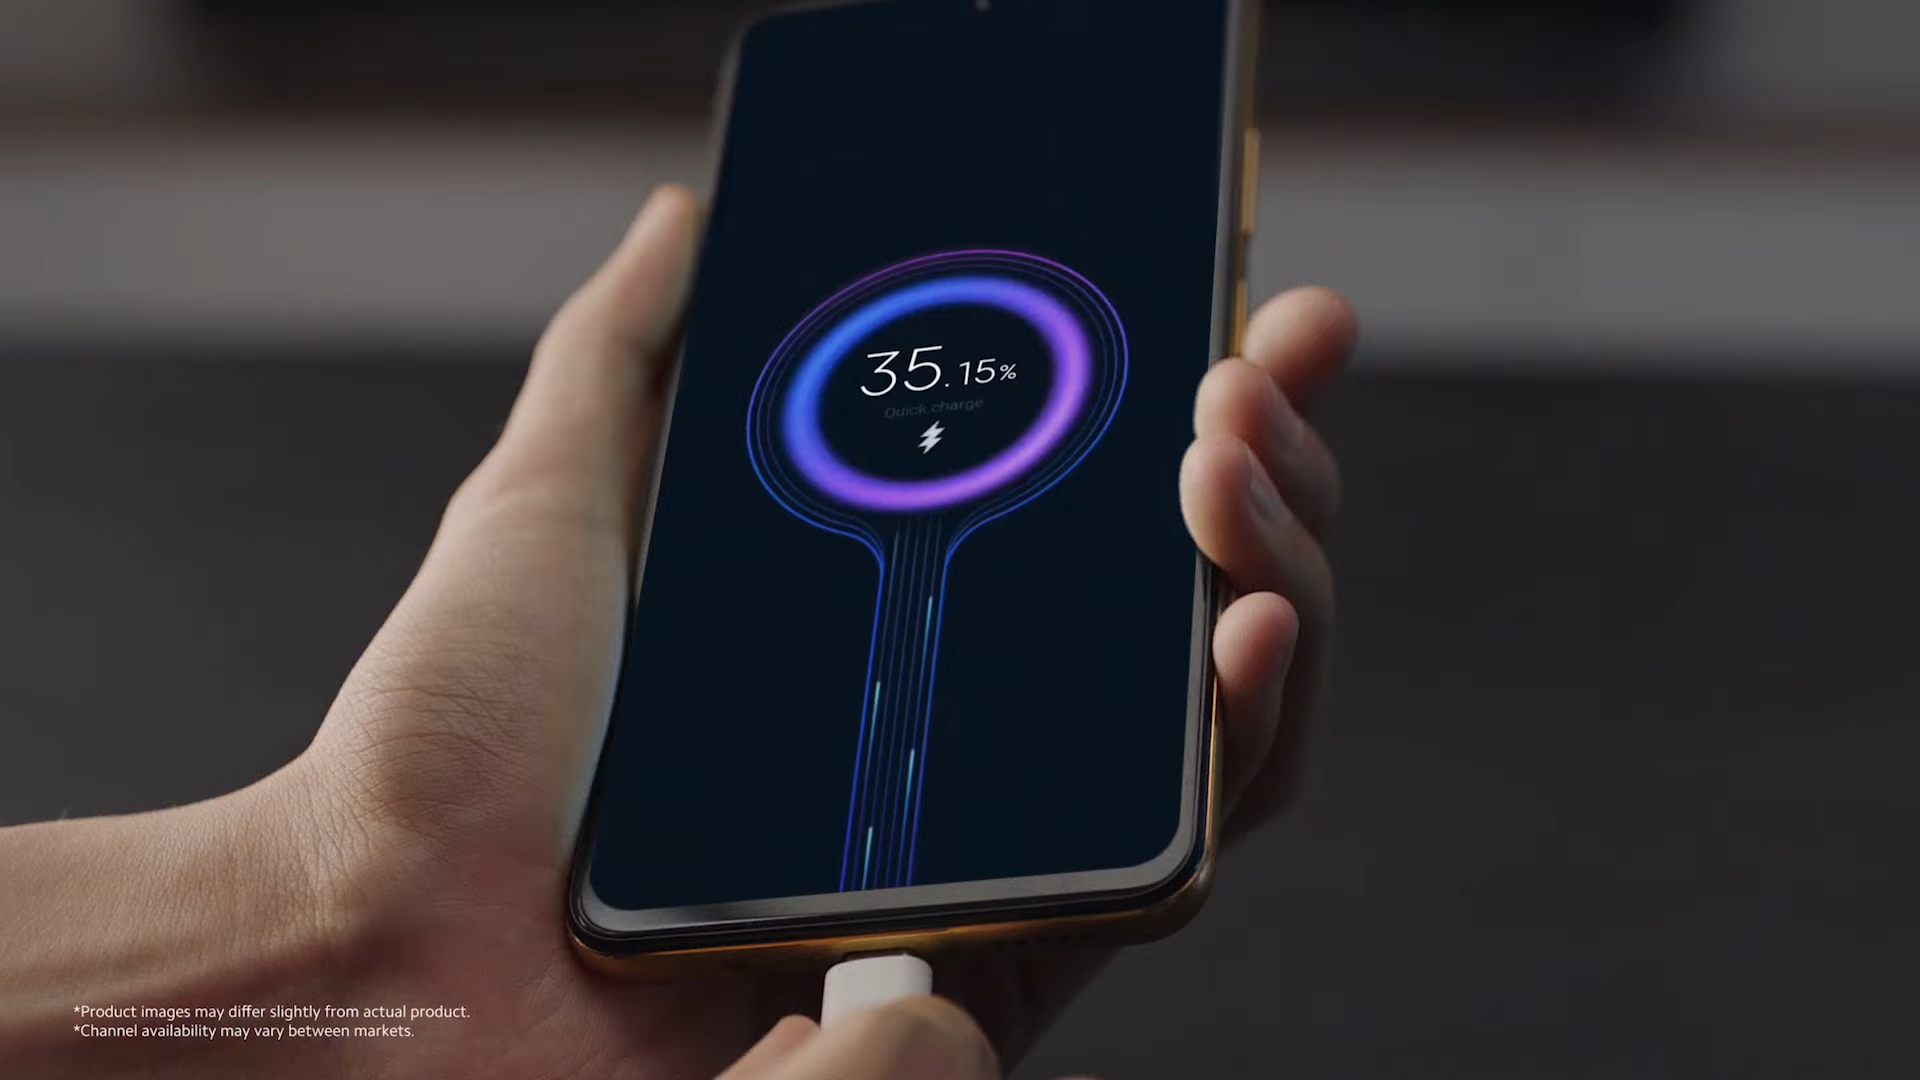 35.15%
Quick charge
*Product images may differ slightly from actual product.
*Channel availability may vary between markets.